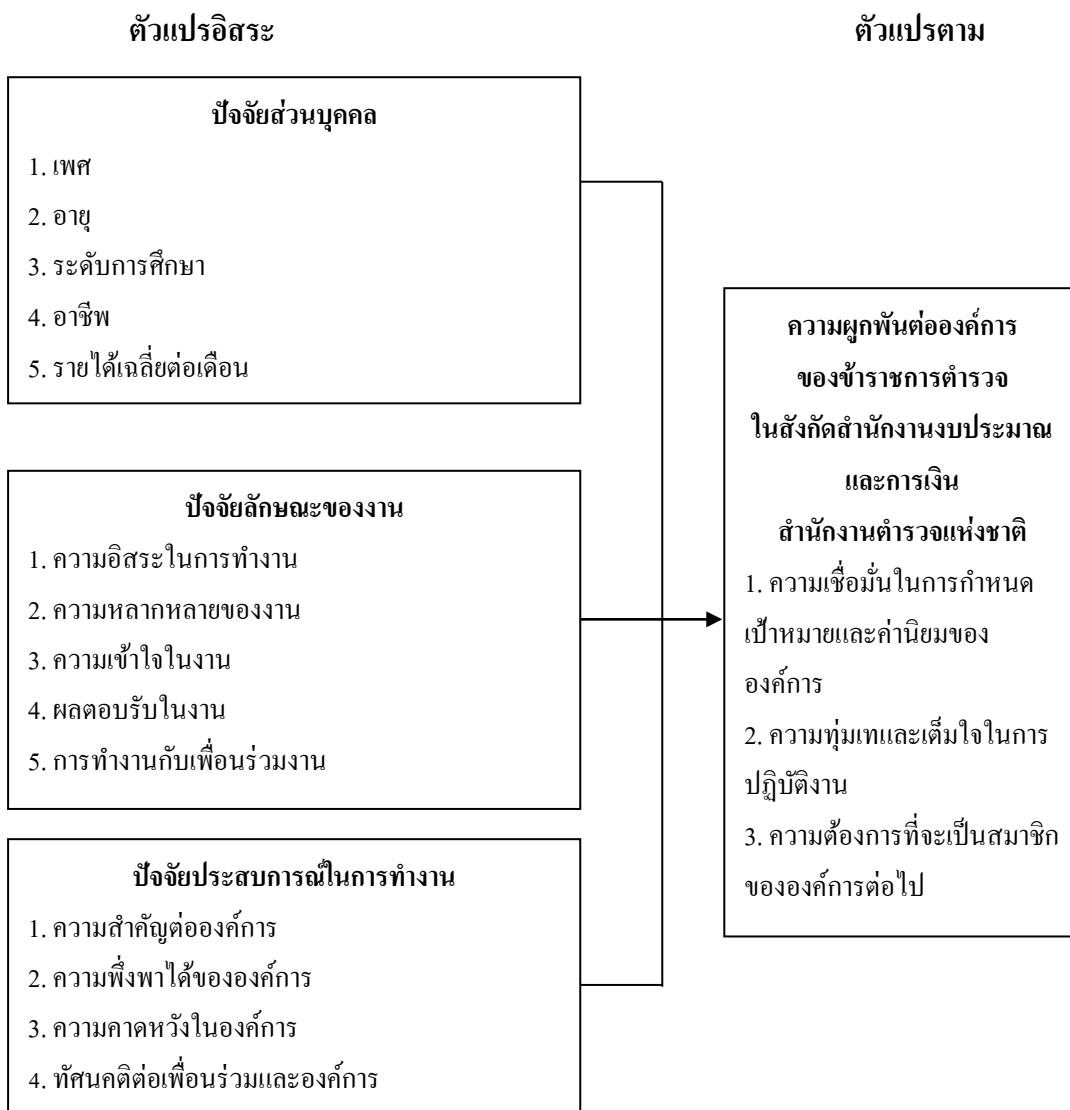 ตัวแปรอิสระ
ตัวแปรตาม
ปัจจัยส่วนบุคคล
1. เพศ
2. อายุ
3. ระดับการศึกษา
4. อาชีพ
5. รายได้เฉลี่ยต่อเดือน
ปัจจัยลักษณะของงาน
1. ความอิสระในการทำงาน
2. ความหลากหลายของงาน
3. ความเข้าใจในงาน
4. ผลตอบรับในงาน
5. การทำงานกับเพื่อนร่วมงาน
ปัจจัยประสบการณ์ในการทำงาน
1. ความสำคัญต่อองค์การ
2. ความพึ่งพาได้ขององค์การ
3. ความคาดหวังในองค์การ
4. ทัศนคติต่อเพื่อนร่วมและองค์การ
ความผูกพันต่อองค์การ
ของข้าราชการตำรวจ
ในสังกัดสำนักงานงบประมาณ
และการเงิน
สำนักงานตำรวจแห่งชาติ
1. ความเชื่อมั่นในการกำหนด
เป้าหมายและค่านิยมของ
องค์การ
2. ความทุ่มเทและเต็มใจในการ
ปฏิบัติงาน
3. ความต้องการที่จะเป็นสมาชิก
ขององค์การต่อไป